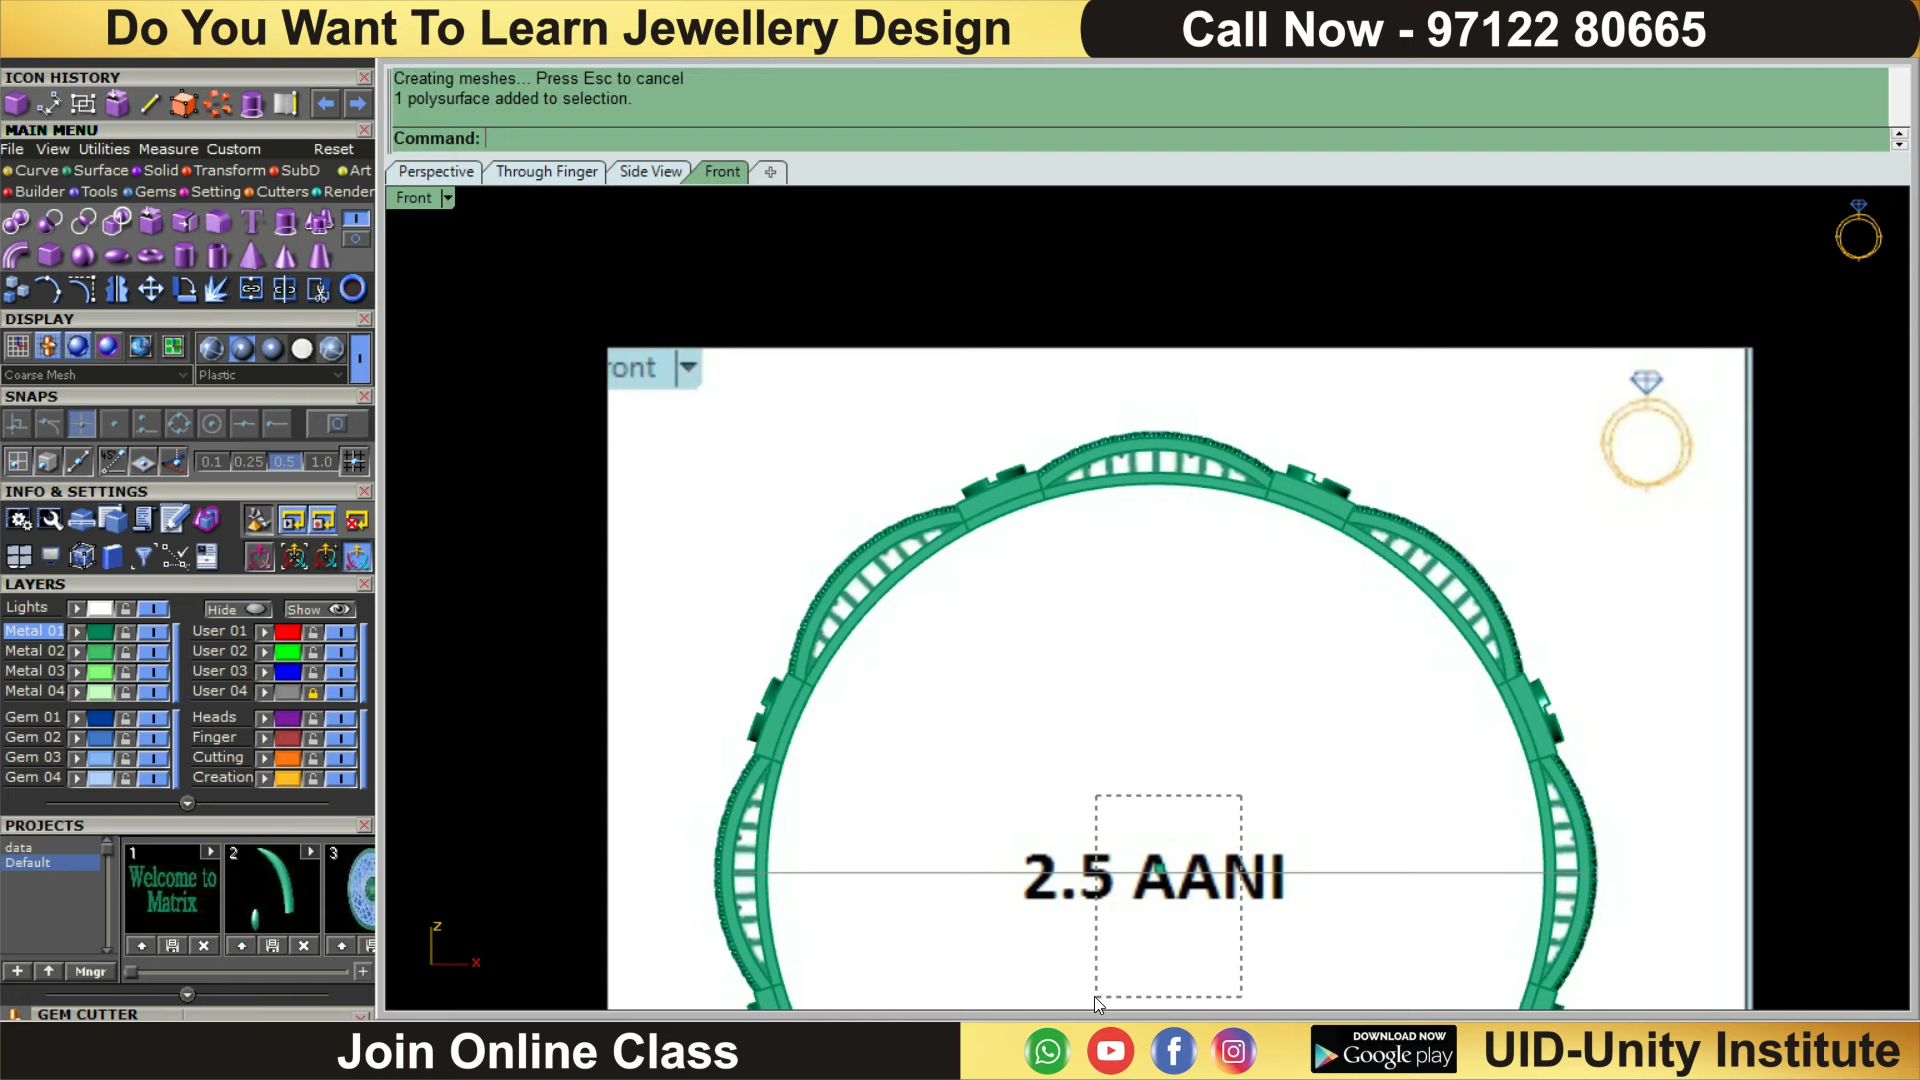 Do You Want To Learn Jewellery Design
Call Now - 97122 80665
ICON HISTORY
MAIN MENU
File View Utilities Measure Custom Reset
Curve Surface Solid Transform SubD Art
Builder Tools Gems Setting Cutters Render
DISPLAY
Coarse Mesh Plastic
SNAPS
0.1 0.25 0.5 1.0
INFO & SETTINGS
LAYERS
Lights Hide Show
Metal 01 User 01
Metal 02 User 02
Metal 03 User 03
Metal 04 User 04
Gem 01 Heads
Gem 02 Finger
Gem 03 Cutting
Gem 04 Creation
PROJECTS
data
Default
1 2 3
Welcome to
Matrix
Mngr
GEM CUTTER
Creating meshes... Press Esc to cancel
1 polysurface added to selection.
Command:
Perspective Through Finger Side View Front
Front
ront
2.5 AANI
z
x
Join Online Class
DOWNLOAD NOW
Google play
UID-Unity Institute